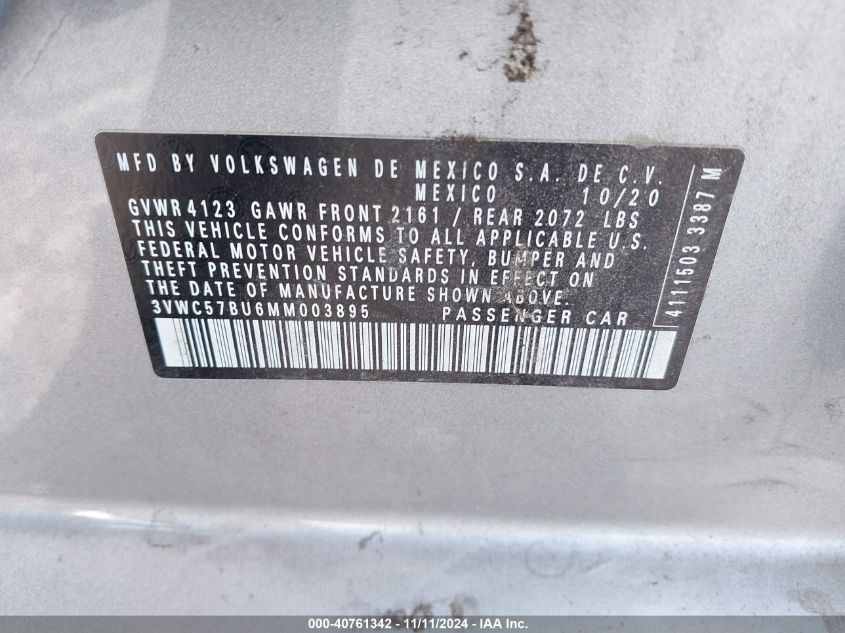 MFD BY VOLKSWAGEN DE MEXICO S.A. DE C.V.
MEXICO 10/20
GVWR 4123 GAWR FRONT 2161 / REAR 2072 LBS
THIS VEHICLE CONFORMS TO ALL APPLICABLE U.S.
FEDERAL MOTOR VEHICLE SAFETY, BUMPER AND
THEFT PREVENTION STANDARDS IN EFFECT ON
THE DATE OF MANUFACTURE SHOWN ABOVE.
3VWC57BU6MM003895 PASSENGER CAR
4111503 3387 M
000-40761342 - 11/11/2024 - IAA Inc.